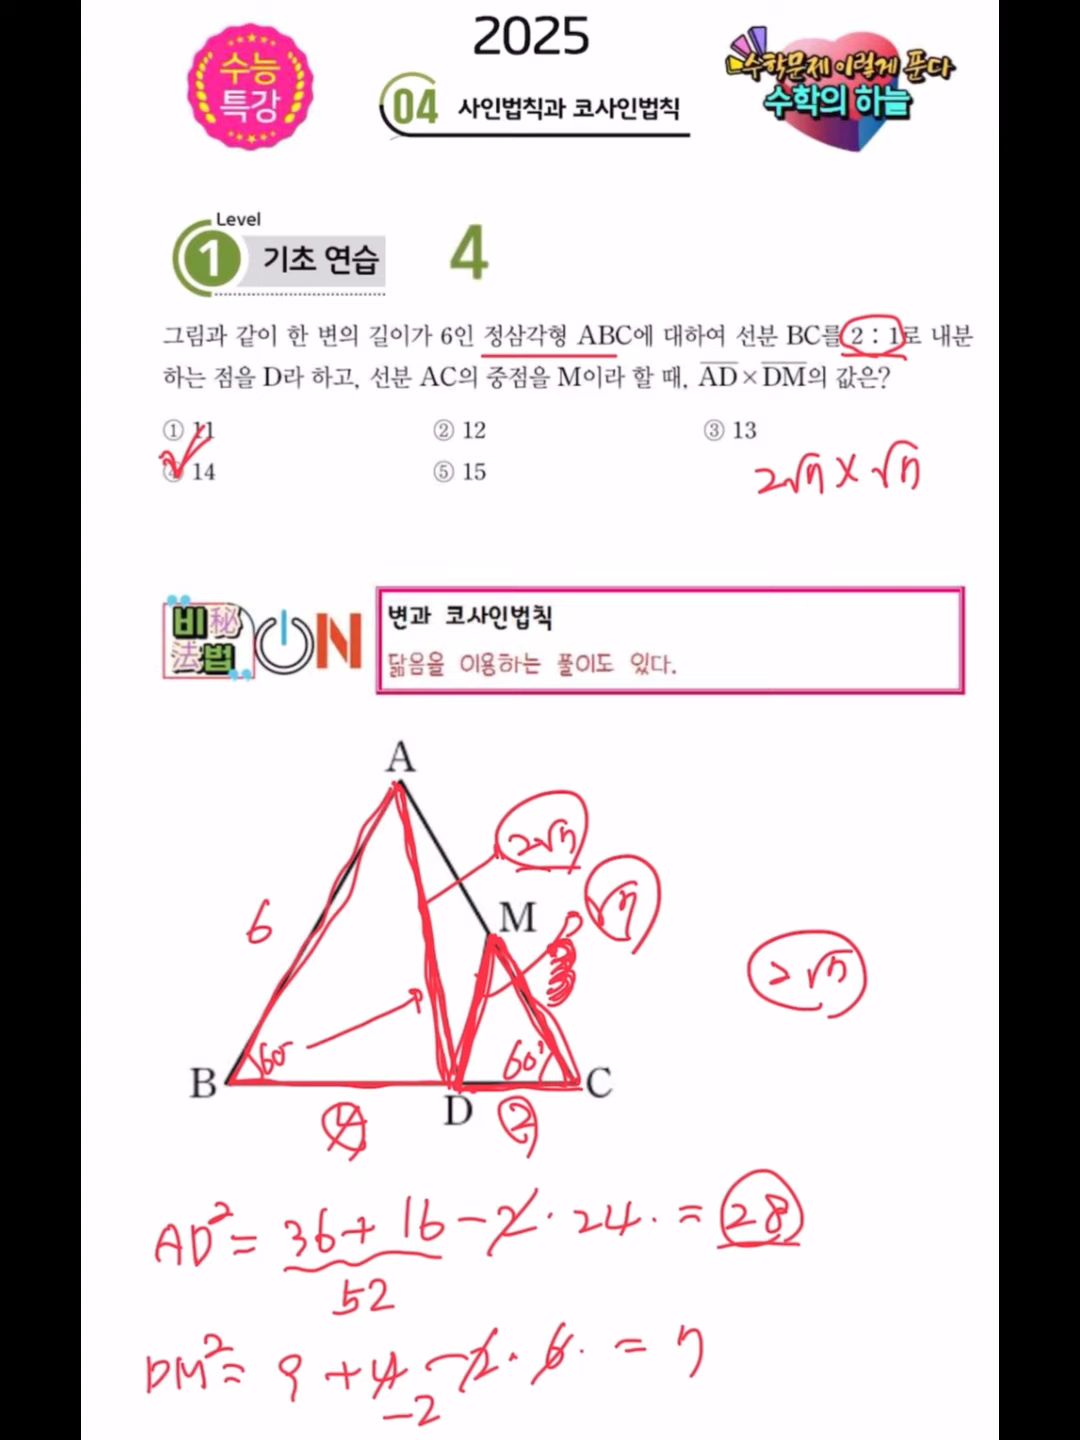 2025
수능
특강
04 사인법칙과 코사인법칙
수학문제 이렇게 푼다
수학의 하늘
Level
1 기초 연습 4
그림과 같이 한 변의 길이가 6인 정삼각형 ABC에 대하여 선분 BC를 2 : 1로 내분
하는 점을 D라 하고, 선분 AC의 중점을 M이라 할 때, AD×DM의 값은?
① 11 ② 12 ③ 13
④ 14 ⑤ 15
2√7 × √7
비 秘
法 법
ON
변과 코사인법칙
닮음을 이용하는 풀이도 있다.
A
2√7
√7
M
6
2√7
60°
60°
B
D
C
4
2
AD² = 36 + 16 - 2 · 24 · = 28
52
DM² = 9 + 4 - 2 · 6 · = 7
-2